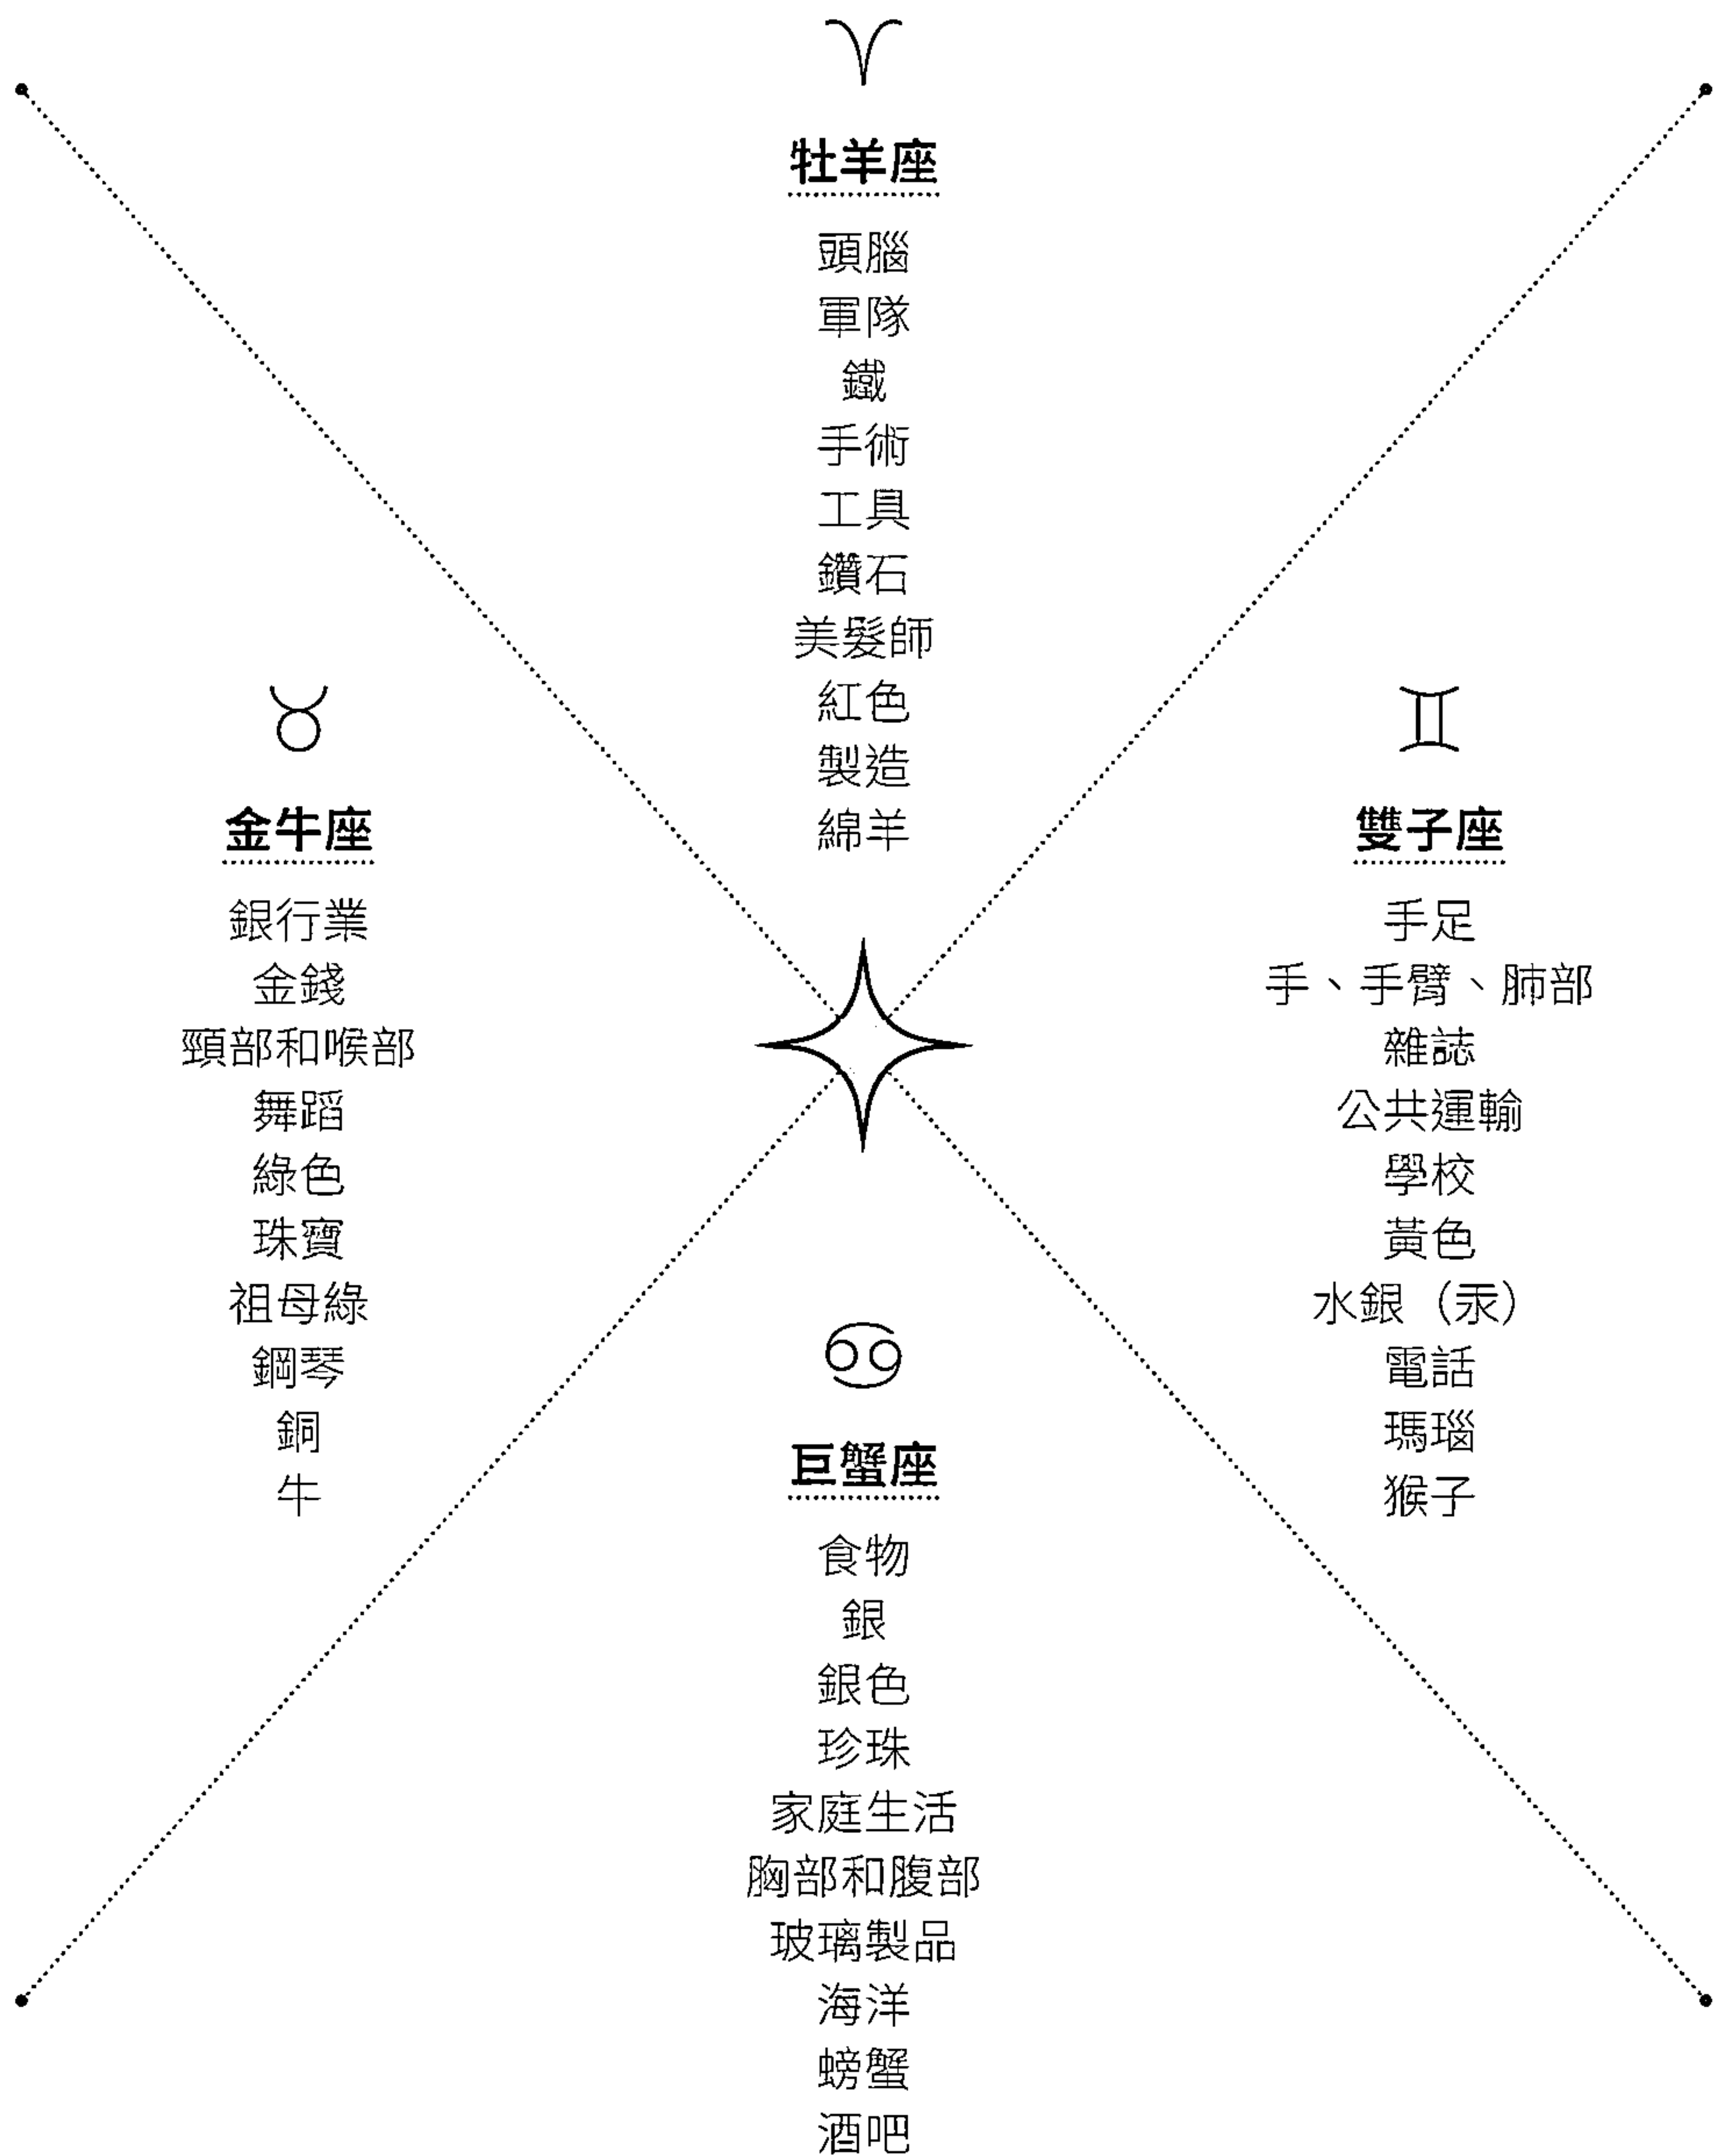 牡羊座
頭腦
軍隊
鐵
手術
工具
鑽石
美髮師
紅色
製造
綿羊
金牛座
銀行業
金錢
頸部和喉部
舞蹈
綠色
珠寶
祖母綠
鋼琴
銅
牛
雙子座
手足
手、手臂、肺部
雜誌
公共運輸
學校
黃色
水銀（汞）
電話
瑪瑙
猴子
巨蟹座
食物
銀
銀色
珍珠
家庭生活
胸部和腹部
玻璃製品
海洋
螃蟹
酒吧